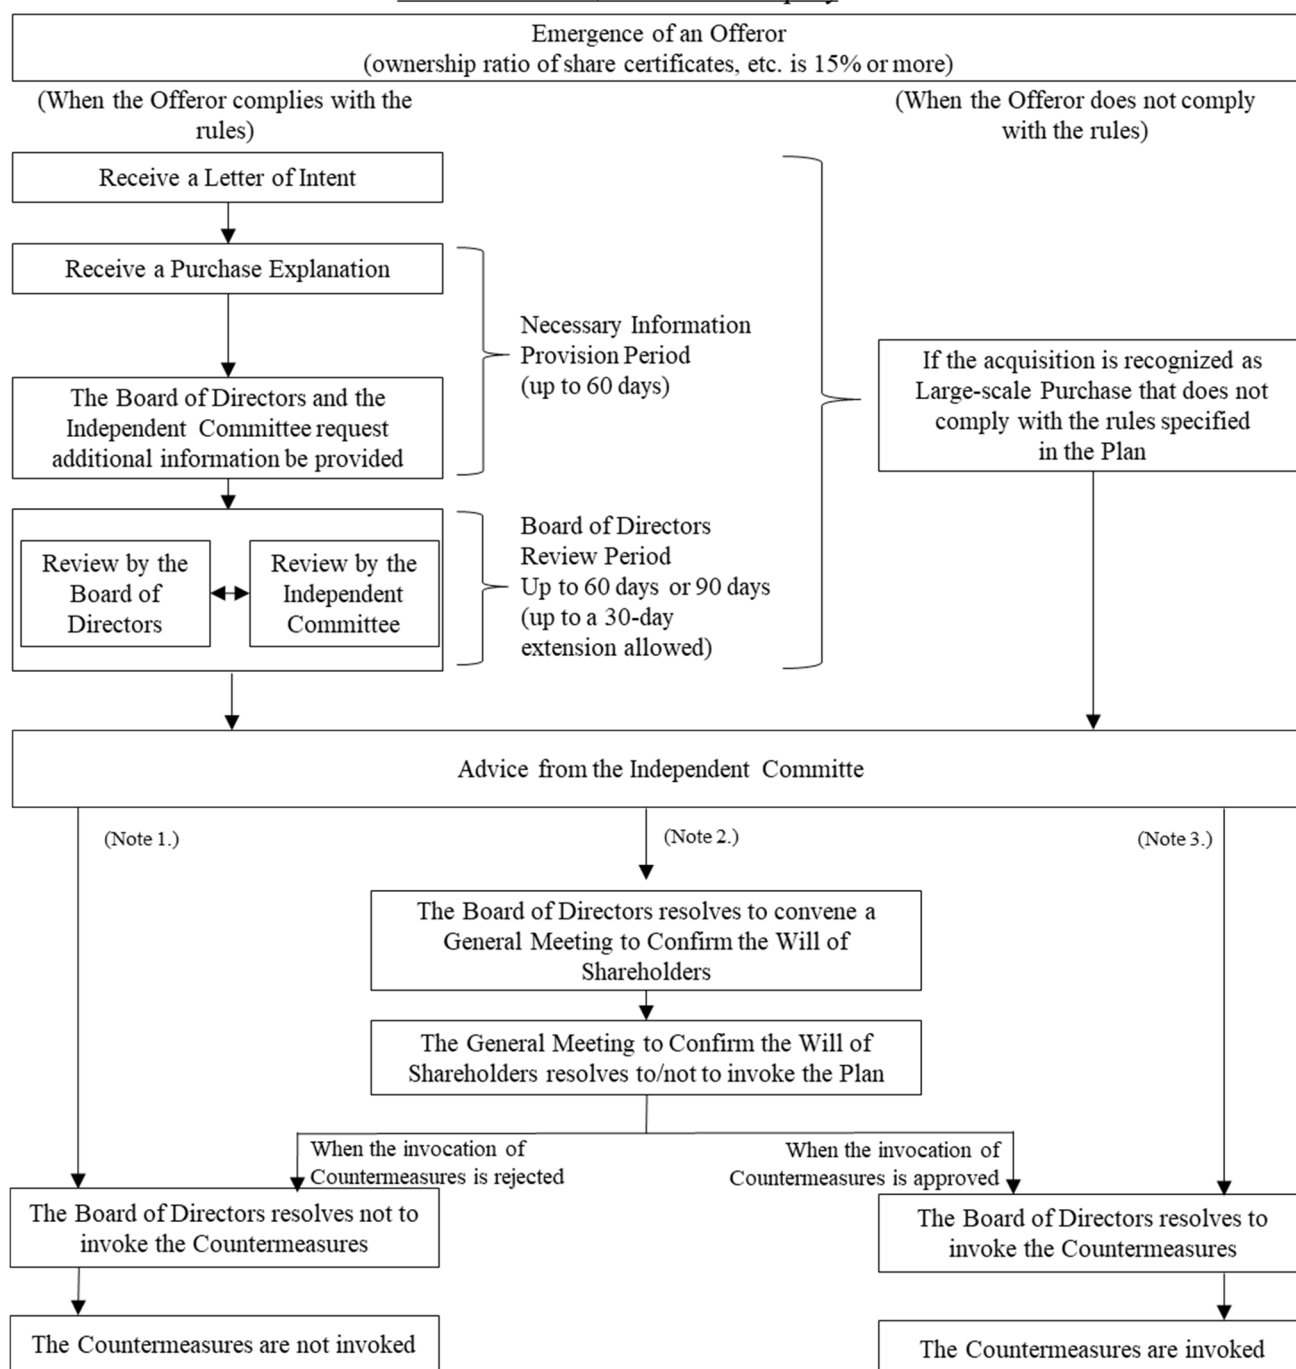 Emergence of an Offeror
(ownership ratio of share certificates, etc. is 15% or more)
(When the Offeror complies with the
rules)
(When the Offeror does not comply
with the rules)
Receive a Letter of Intent
Receive a Purchase Explanation
Necessary Information
Provision Period
(up to 60 days)
If the acquisition is recognized as
Large-scale Purchase that does not
comply with the rules specified
in the Plan
The Board of Directors and the
Independent Committee request
additional information be provided
Review by the
Board of
Directors
Review by the
Independent
Committee
Board of Directors
Review Period
Up to 60 days or 90 days
(up to a 30-day
extension allowed)
Advice from the Independent Committe
(Note 1.)
(Note 2.)
(Note 3.)
The Board of Directors resolves to convene a
General Meeting to Confirm the Will of
Shareholders
The General Meeting to Confirm the Will of
Shareholders resolves to/not to invoke the Plan
When the invocation of
Countermeasures is rejected
When the invocation of
Countermeasures is approved
The Board of Directors resolves not to
invoke the Countermeasures
The Board of Directors resolves to
invoke the Countermeasures
The Countermeasures are not invoked
The Countermeasures are invoked